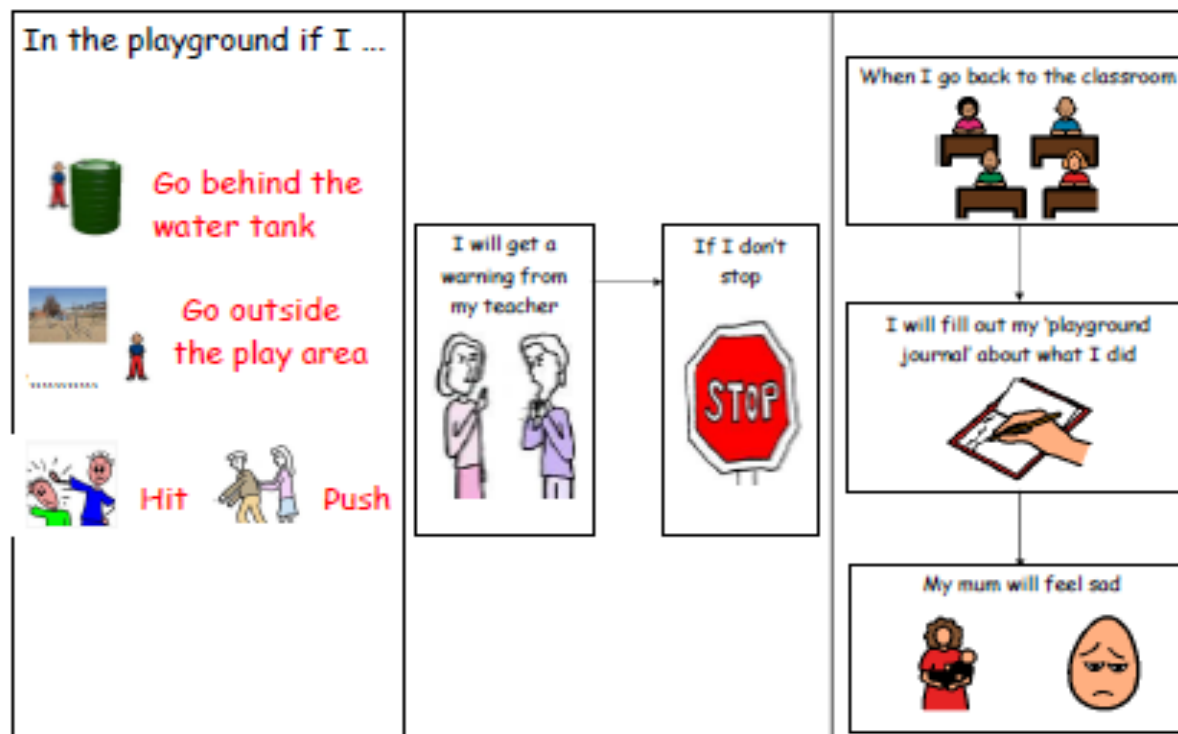 In the playground if I ...
Go behind the
water tank
Go outside
the play area
Hit
Push
I will get a
warning from
my teacher
If I don't
stop
STOP
When I go back to the classroom
I will fill out my 'playground
journal' about what I did
My mum will feel sad